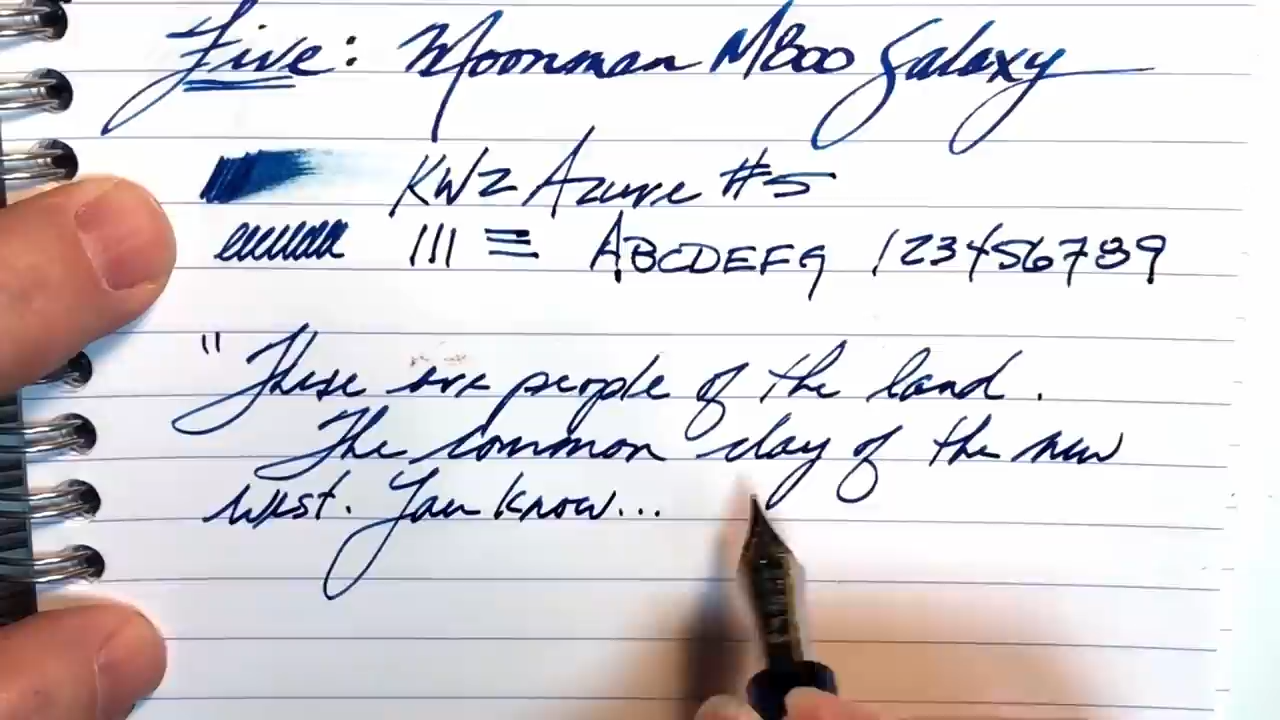 Five: Moonman M800 Galaxy
KWZ Azure #5
||| ≡ ABCDEFG 123456789
"These are people of the land.
The common clay of the new
west. You know...